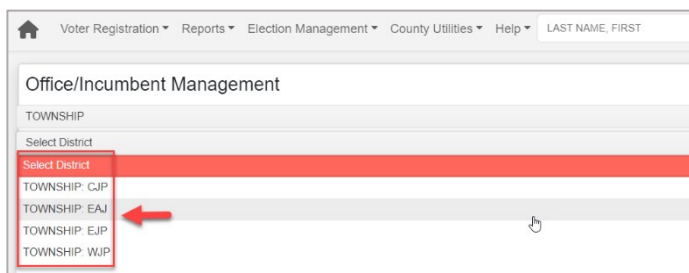 Voter Registration Reports Election Management County Utilities Help LAST NAME, FIRST
Office/Incumbent Management
TOWNSHIP
Select District
Select District
TOWNSHIP: CJP
TOWNSHIP: EAJ
TOWNSHIP: EJP
TOWNSHIP: WJP